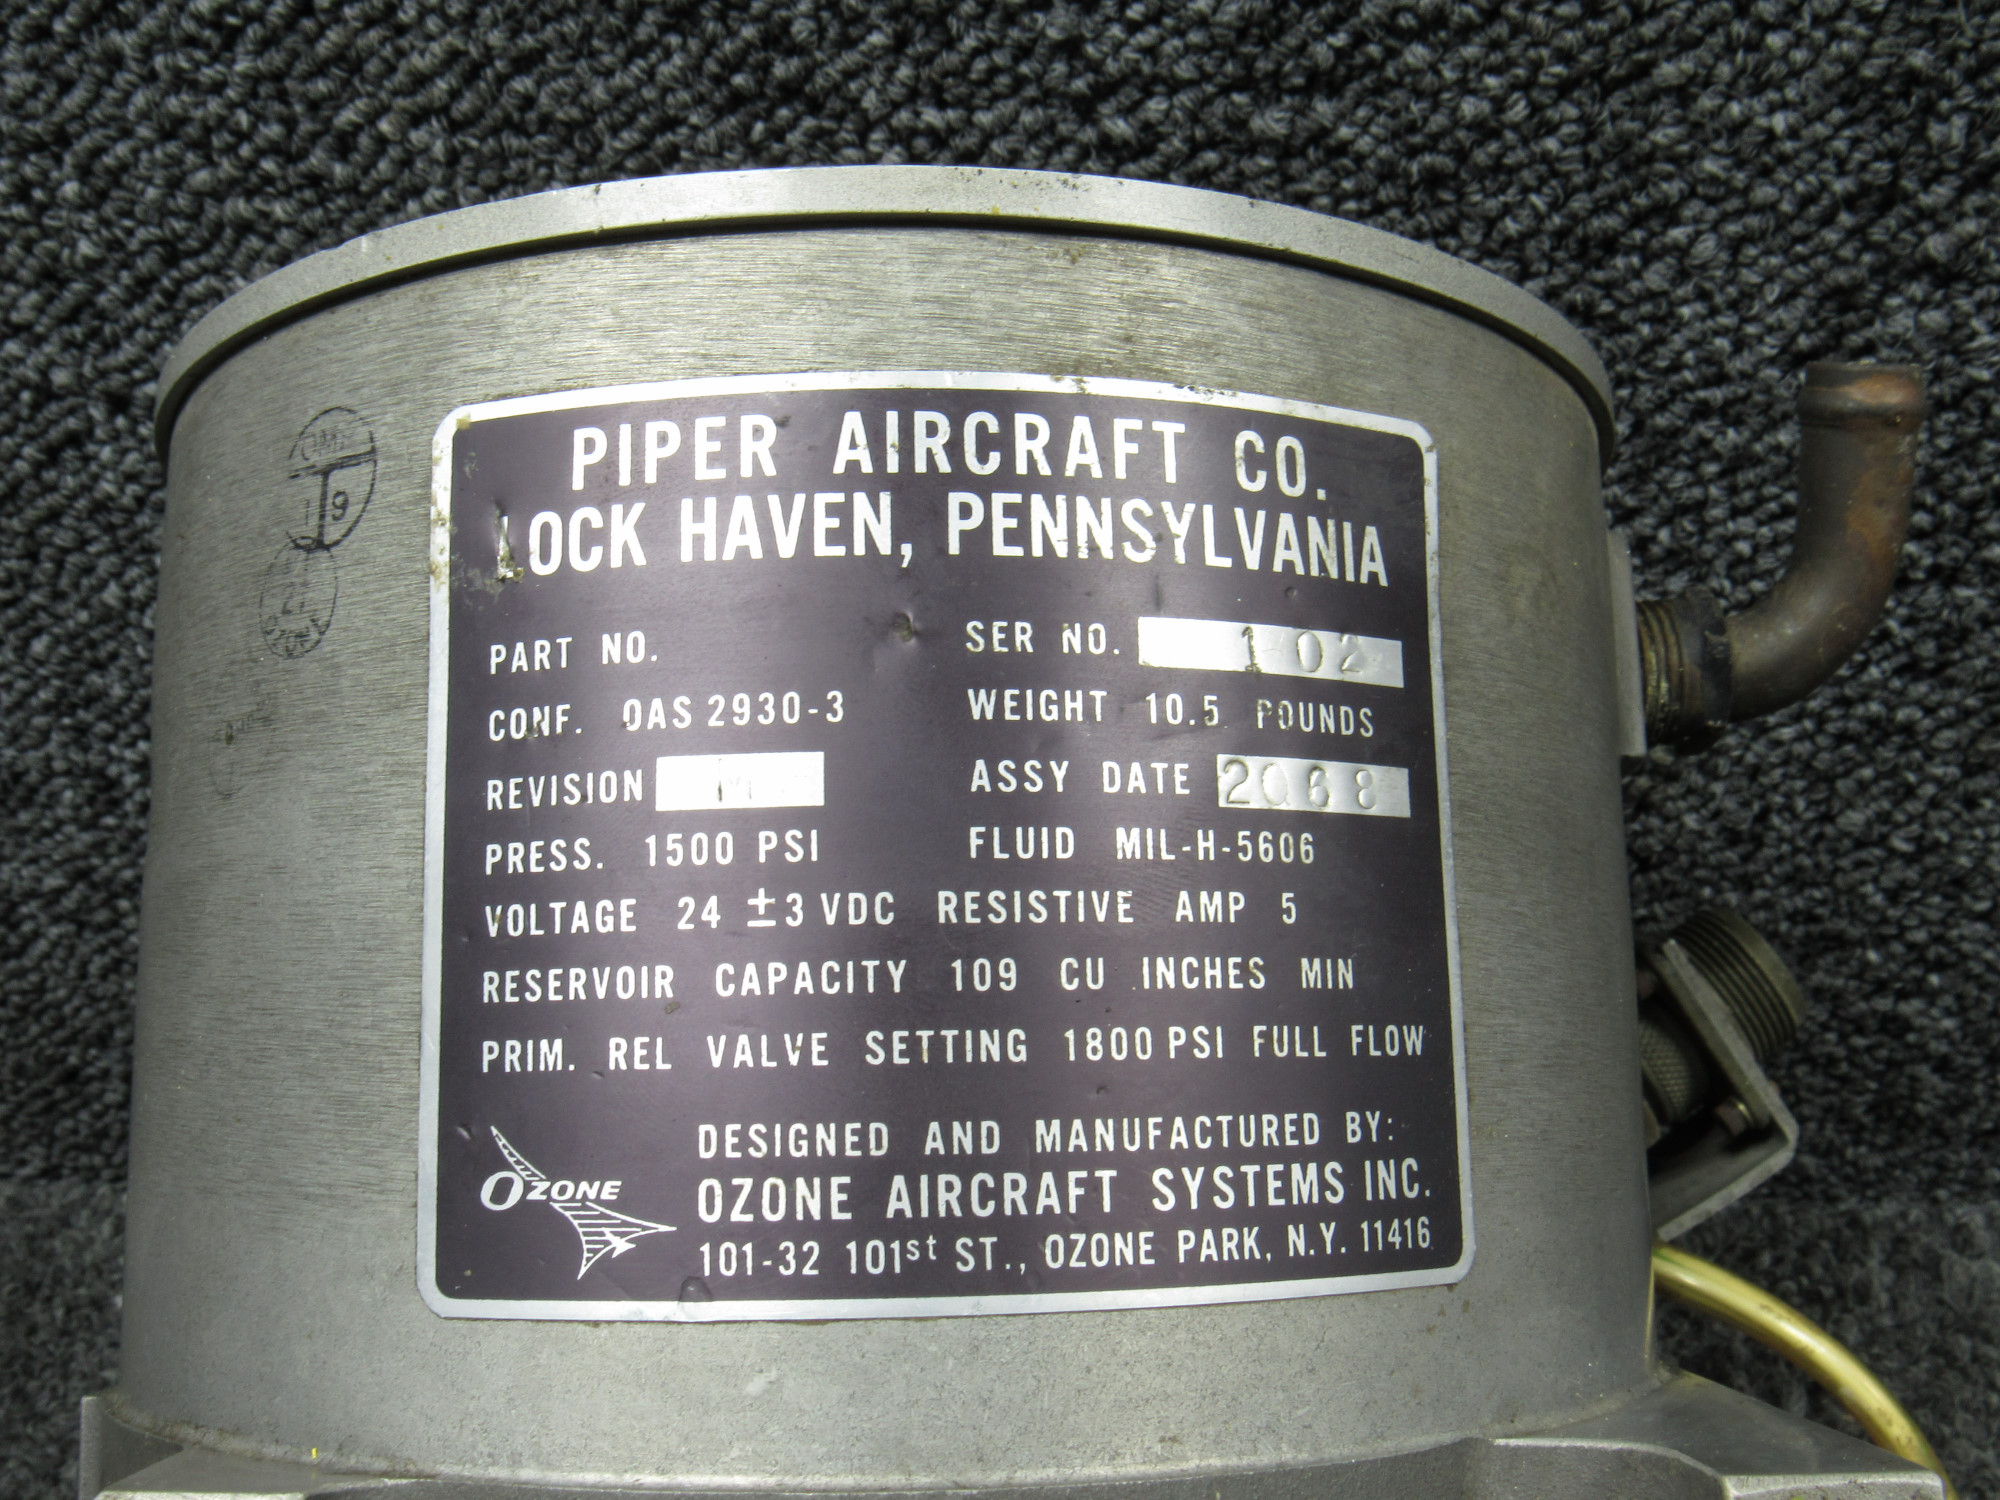 PIPER AIRCRAFT CO.
LOCK HAVEN, PENNSYLVANIA
PART NO.
SER NO. 102
CONF. OAS 2930-3
WEIGHT 10.5 POUNDS
REVISION
ASSY DATE 2Q68
PRESS. 1500 PSI
FLUID MIL-H-5606
VOLTAGE 24 ±3 VDC RESISTIVE AMP 5
RESERVOIR CAPACITY 109 CU INCHES MIN
PRIM. REL VALVE SETTING 1800 PSI FULL FLOW
OZONE
DESIGNED AND MANUFACTURED BY:
OZONE AIRCRAFT SYSTEMS INC.
101-32 101st ST., OZONE PARK, N.Y. 11416